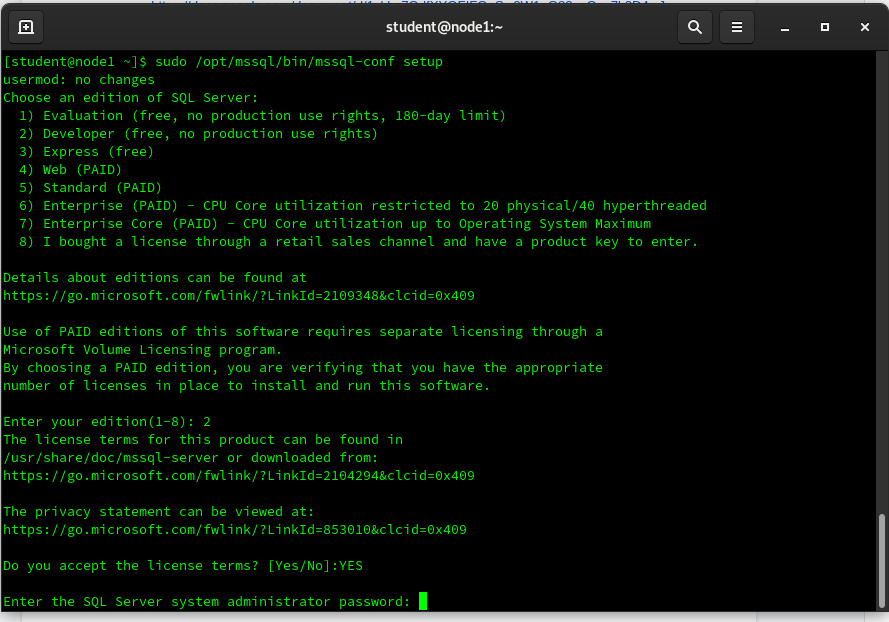 student@node1:~
[student@node1 ~]$ sudo /opt/mssql/bin/mssql-conf setup
usermod: no changes
Choose an edition of SQL Server:
1) Evaluation (free, no production use rights, 180-day limit)
2) Developer (free, no production use rights)
3) Express (free)
4) Web (PAID)
5) Standard (PAID)
6) Enterprise (PAID) - CPU Core utilization restricted to 20 physical/40 hyperthreaded
7) Enterprise Core (PAID) - CPU Core utilization up to Operating System Maximum
8) I bought a license through a retail sales channel and have a product key to enter.
Details about editions can be found at
https://go.microsoft.com/fwlink/?LinkId=2109348&clcid=0x409
Use of PAID editions of this software requires separate licensing through a
Microsoft Volume Licensing program.
By choosing a PAID edition, you are verifying that you have the appropriate
number of licenses in place to install and run this software.
Enter your edition(1-8): 2
The license terms for this product can be found in
/usr/share/doc/mssql-server or downloaded from:
https://go.microsoft.com/fwlink/?LinkId=2104294&clcid=0x409
The privacy statement can be viewed at:
https://go.microsoft.com/fwlink/?LinkId=853010&clcid=0x409
Do you accept the license terms? [Yes/No]:YES
Enter the SQL Server system administrator password: